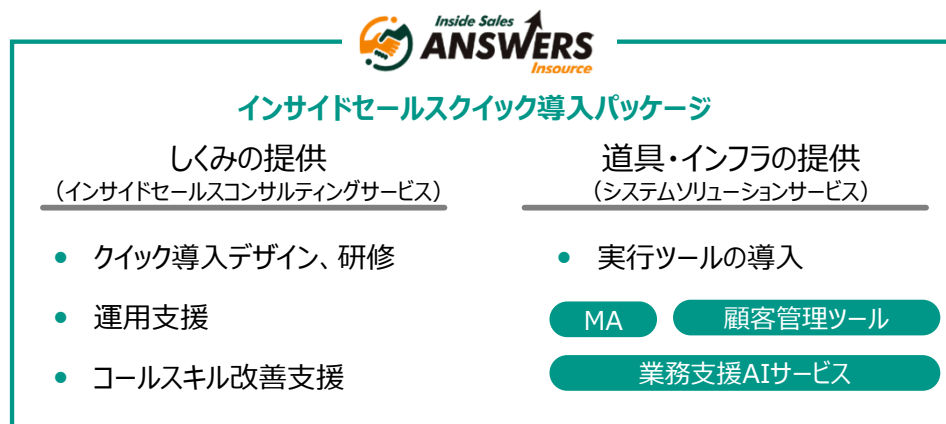 Inside Sales
ANSWERS
Insource
インサイドセールスクイック導入パッケージ
しくみの提供
（インサイドセールスコンサルティングサービス）
• クイック導入デザイン、研修
• 運用支援
• コールスキル改善支援
道具・インフラの提供
（システムソリューションサービス）
• 実行ツールの導入
MA
顧客管理ツール
業務支援AIサービス